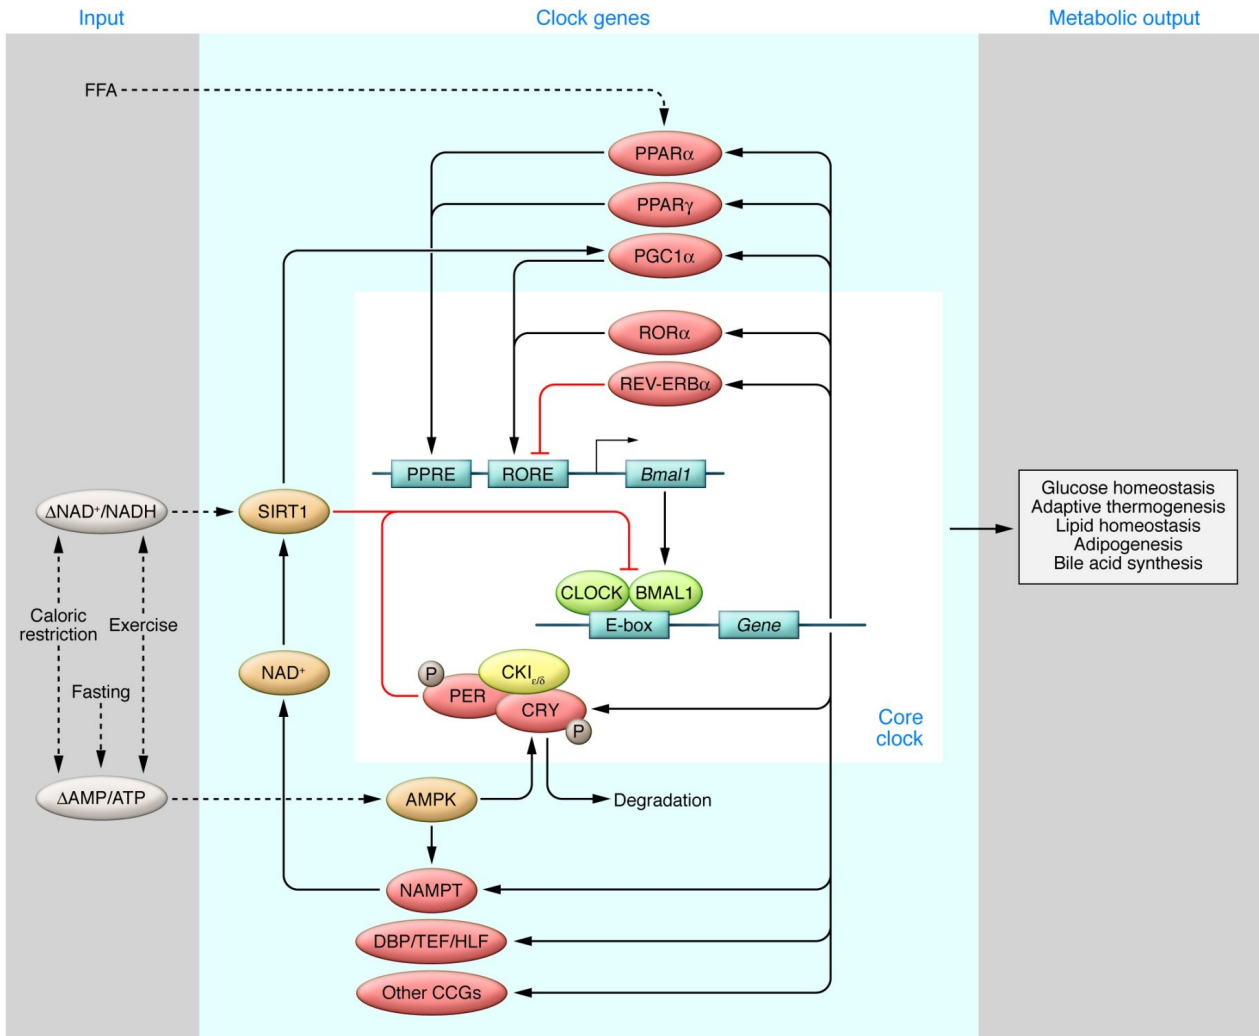 Input
Clock genes
Metabolic output
FFA
PPARα
PPARγ
PGC1α
RORα
REV-ERBα
PPRE
RORE
Bmal1
ΔNAD⁺/NADH
SIRT1
Glucose homeostasis
Adaptive thermogenesis
Lipid homeostasis
Adipogenesis
Bile acid synthesis
CLOCK
BMAL1
E-box
Gene
Caloric
restriction
Exercise
NAD⁺
Fasting
P
CKIε/δ
PER
CRY
P
Core
clock
ΔAMP/ATP
AMPK
Degradation
NAMPT
DBP/TEF/HLF
Other CCGs